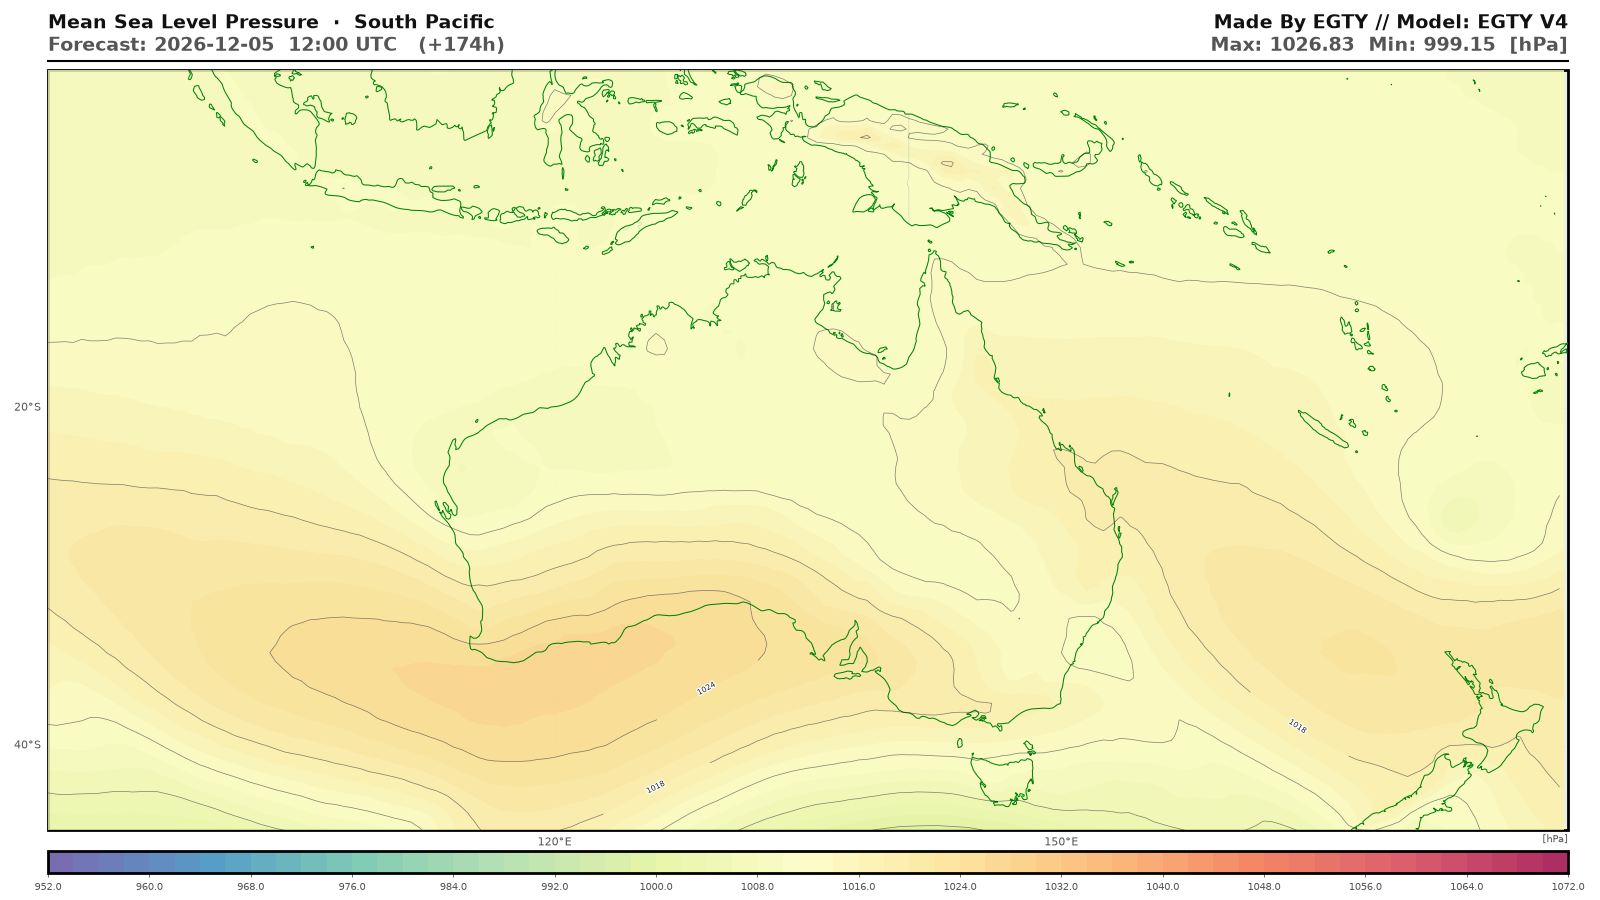 Mean Sea Level Pressure · South Pacific
Made By EGTY // Model: EGTY V4
Forecast: 2026-12-05 12:00 UTC (+174h)
Max: 1026.83 Min: 999.15 [hPa]
20°S
40°S
1024
1018
1018
120°E
150°E
[hPa]
952.0 960.0 968.0 976.0 984.0 992.0 1000.0 1008.0 1016.0 1024.0 1032.0 1040.0 1048.0 1056.0 1064.0 1072.0